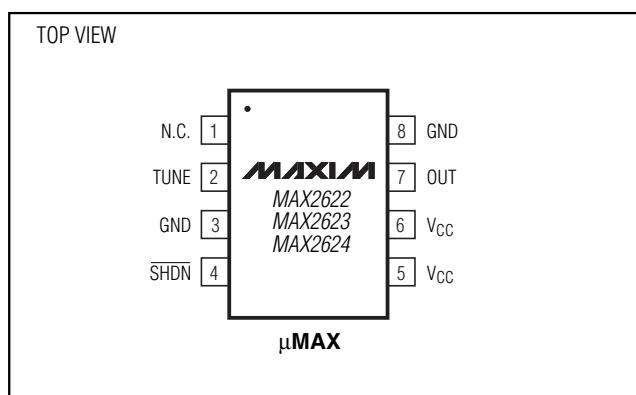 TOP VIEW
N.C. 1
TUNE 2
GND 3
SHDN 4
MAXIM
MAX2622
MAX2623
MAX2624
8 GND
7 OUT
6 VCC
5 VCC
µMAX